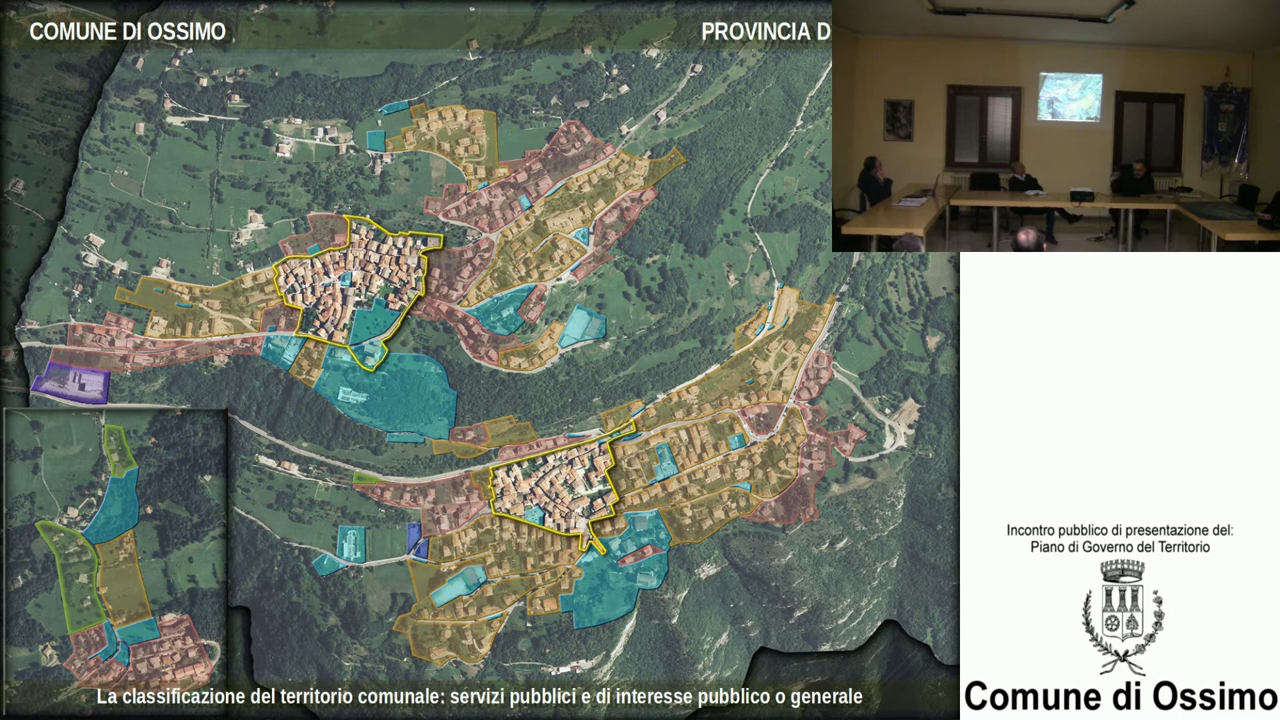 COMUNE DI OSSIMO
PROVINCIA D
Incontro pubblico di presentazione del:
Piano di Governo del Territorio
Comune di Ossimo
La classificazione del territorio comunale: servizi pubblici e di interesse pubblico o generale